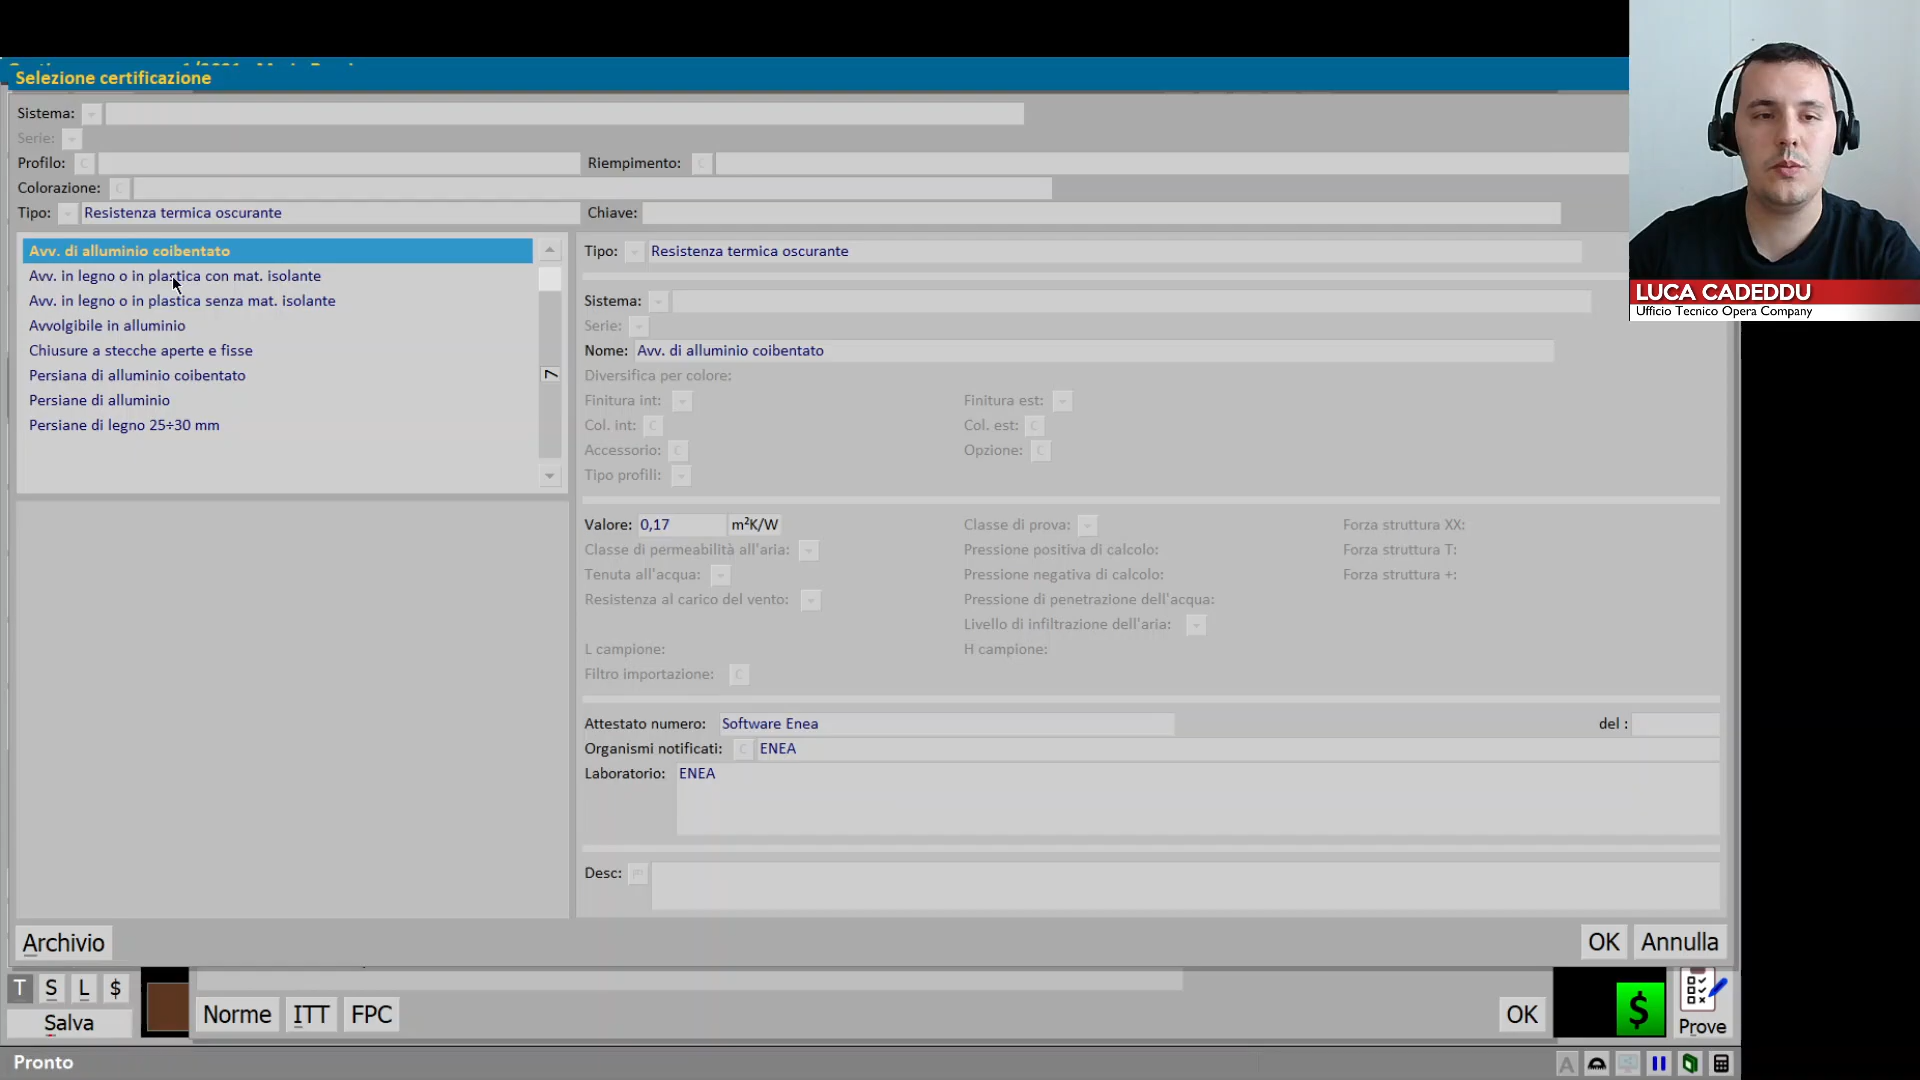 Selezione certificazione
Sistema:
Serie:
Profilo: C
Riempimento: C
Colorazione: C
Tipo: Resistenza termica oscurante
Chiave:
Avv. di alluminio coibentato
Avv. in legno o in plastica con mat. isolante
Avv. in legno o in plastica senza mat. isolante
Avvolgibile in alluminio
Chiusure a stecche aperte e fisse
Persiana di alluminio coibentato
Persiane di alluminio
Persiane di legno 25÷30 mm
7
Tipo: Resistenza termica oscurante
Sistema:
Serie:
Nome: Avv. di alluminio coibentato
Diversifica per colore:
Finitura int:
Finitura est:
Col. int: C
Col. est: C
Accessorio: C
Opzione: C
Tipo profili:
Valore: 0,17 m²K/W
Classe di prova:
Forza struttura XX:
Classe di permeabilità all'aria:
Pressione positiva di calcolo:
Forza struttura T:
Tenuta all'acqua:
Pressione negativa di calcolo:
Forza struttura +:
Resistenza al carico del vento:
Pressione di penetrazione dell'acqua:
Livello di infiltrazione dell'aria:
L campione:
H campione:
Filtro importazione: C
Attestato numero: Software Enea
del :
Organismi notificati: C ENEA
Laboratorio: ENEA
Desc:
Archivio
OK
Annulla
T S L $
Salva
Norme
ITT
FPC
OK
$
Prove
Pronto
A
LUCA CADEDDU
Ufficio Tecnico Opera Company